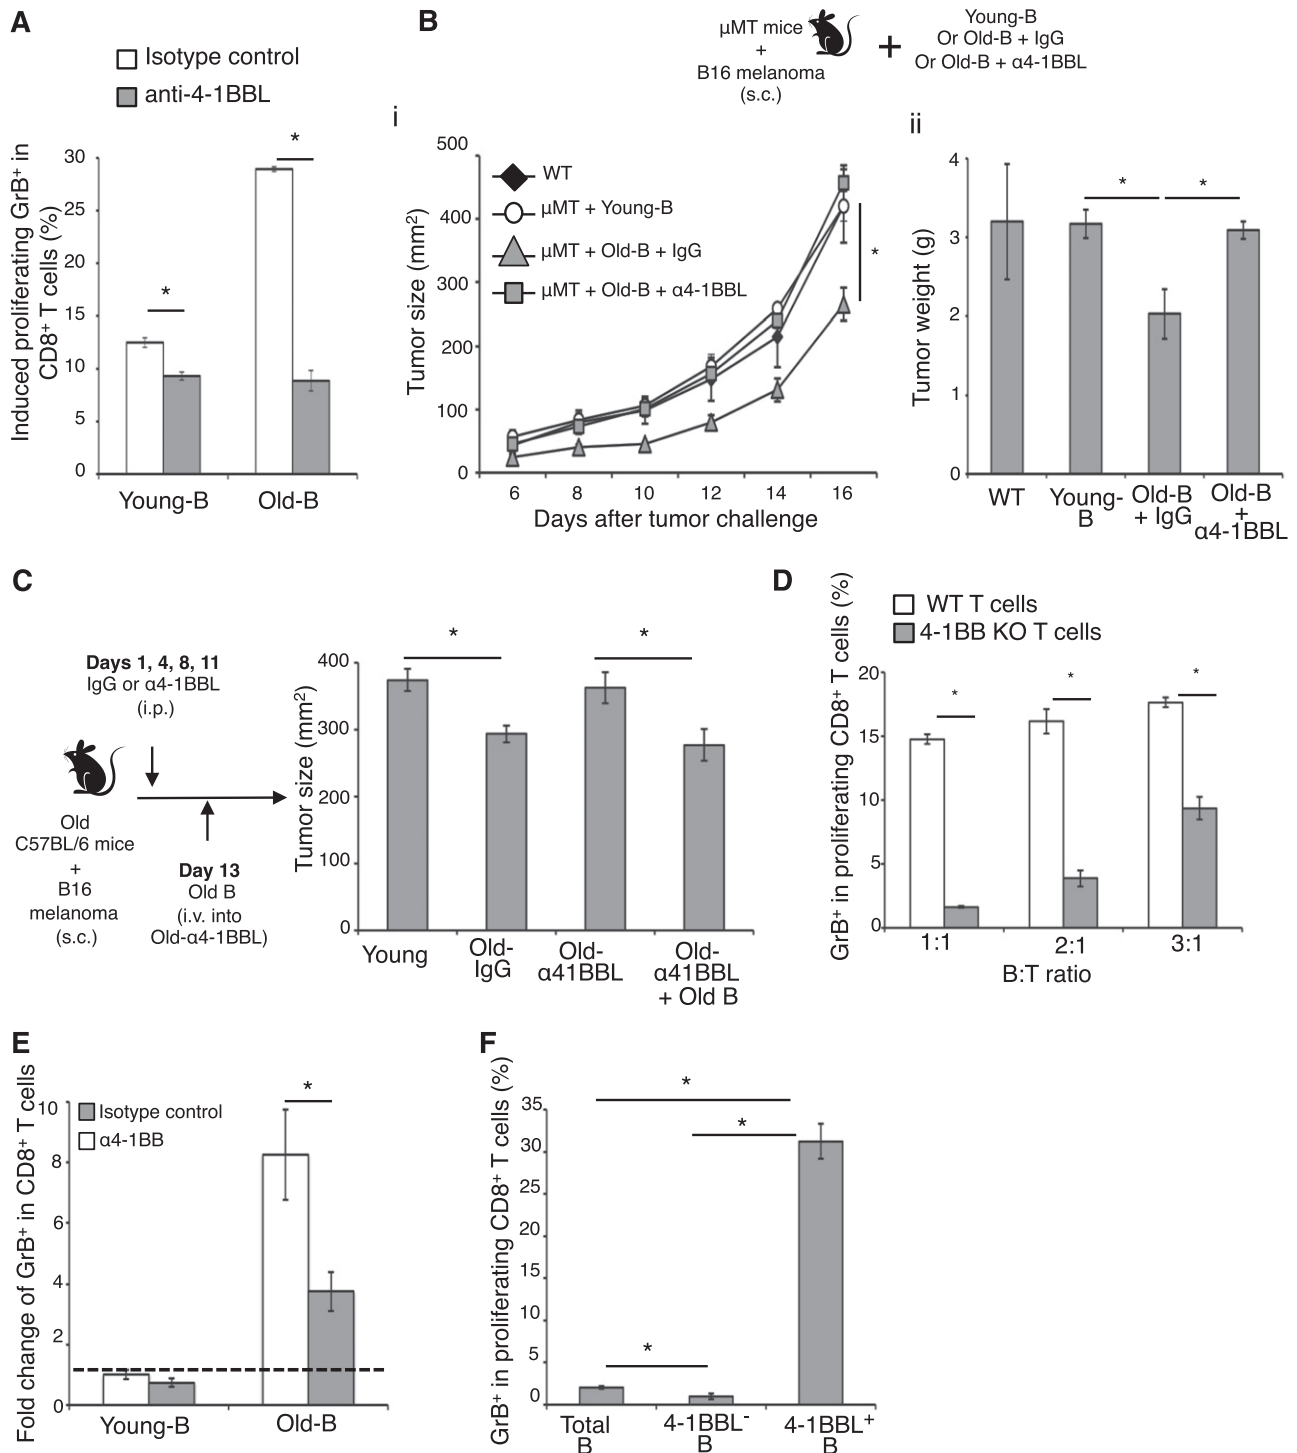 A
Isotype control
anti-4-1BBL
Induced proliferating GrB⁺ in
CD8⁺ T cells (%)
30
25
20
15
10
5
0
*
*
Young-B
Old-B
B
µMT mice
+
B16 melanoma
(s.c.)
+
Young-B
Or Old-B + IgG
Or Old-B + α4-1BBL
i
Tumor size (mm²)
500
400
300
200
100
0
WT
µMT + Young-B
µMT + Old-B + IgG
µMT + Old-B + α4-1BBL
*
6 8 10 12 14 16
Days after tumor challenge
ii
Tumor weight (g)
4
3
2
1
0
*
*
WT
Young-
B
Old-B
+ IgG
Old-B
+
α4-1BBL
C
Days 1, 4, 8, 11
IgG or α4-1BBL
(i.p.)
Old
C57BL/6 mice
+
B16
melanoma
(s.c.)
Day 13
Old B
(i.v. into
Old-α4-1BBL)
Tumor size (mm²)
400
300
200
100
0
*
*
Young
Old-
IgG
Old-
α41BBL
Old-
α41BBL
+ Old B
D
WT T cells
4-1BB KO T cells
GrB⁺ in proliferating CD8⁺ T cells (%)
20
15
10
5
0
*
*
*
1:1 2:1 3:1
B:T ratio
E
Isotype control
α4-1BB
Fold change of GrB⁺ in CD8⁺ T cells
10
8
6
4
2
0
*
Young-B
Old-B
F
GrB⁺ in proliferating CD8⁺ T cells (%)
35
30
25
20
15
10
5
0
*
*
*
Total
B
4-1BBL⁻
B
4-1BBL⁺
B